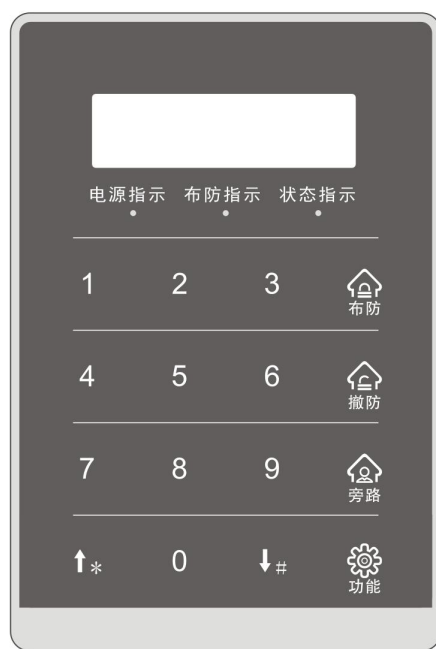 电源指示 布防指示 状态指示
1 2 3 布防
4 5 6 撤防
7 8 9 旁路
↑* 0 ↓# 功能